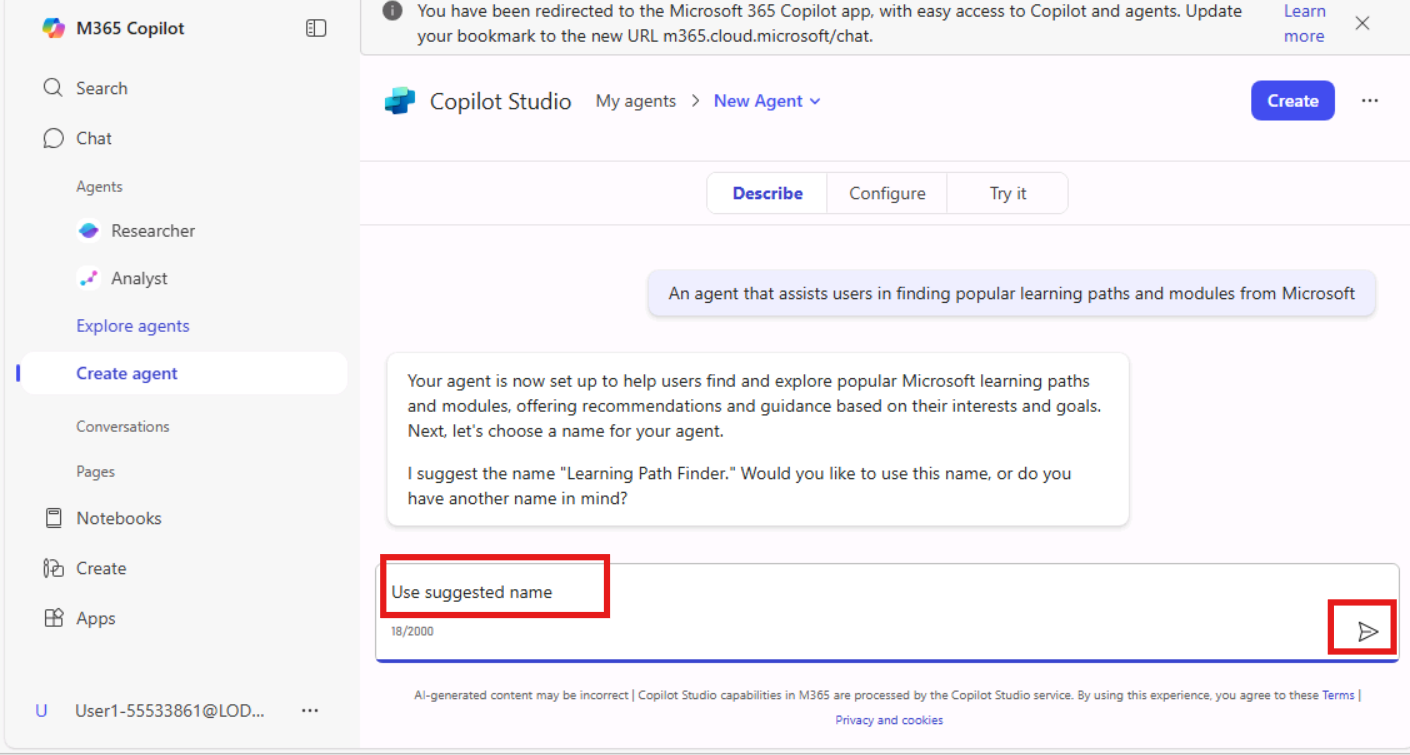 M365 Copilot
Search
Chat
Agents
Researcher
Analyst
Explore agents
Create agent
Conversations
Pages
Notebooks
Create
Apps
U User1-55533861@LOD... ...
You have been redirected to the Microsoft 365 Copilot app, with easy access to Copilot and agents. Update
your bookmark to the new URL m365.cloud.microsoft/chat.
Learn
more
Copilot Studio My agents > New Agent
Create ...
Describe Configure Try it
An agent that assists users in finding popular learning paths and modules from Microsoft
Your agent is now set up to help users find and explore popular Microsoft learning paths
and modules, offering recommendations and guidance based on their interests and goals.
Next, let's choose a name for your agent.
I suggest the name "Learning Path Finder." Would you like to use this name, or do you
have another name in mind?
Use suggested name
18/2000
AI-generated content may be incorrect | Copilot Studio capabilities in M365 are processed by the Copilot Studio service. By using this experience, you agree to these Terms |
Privacy and cookies